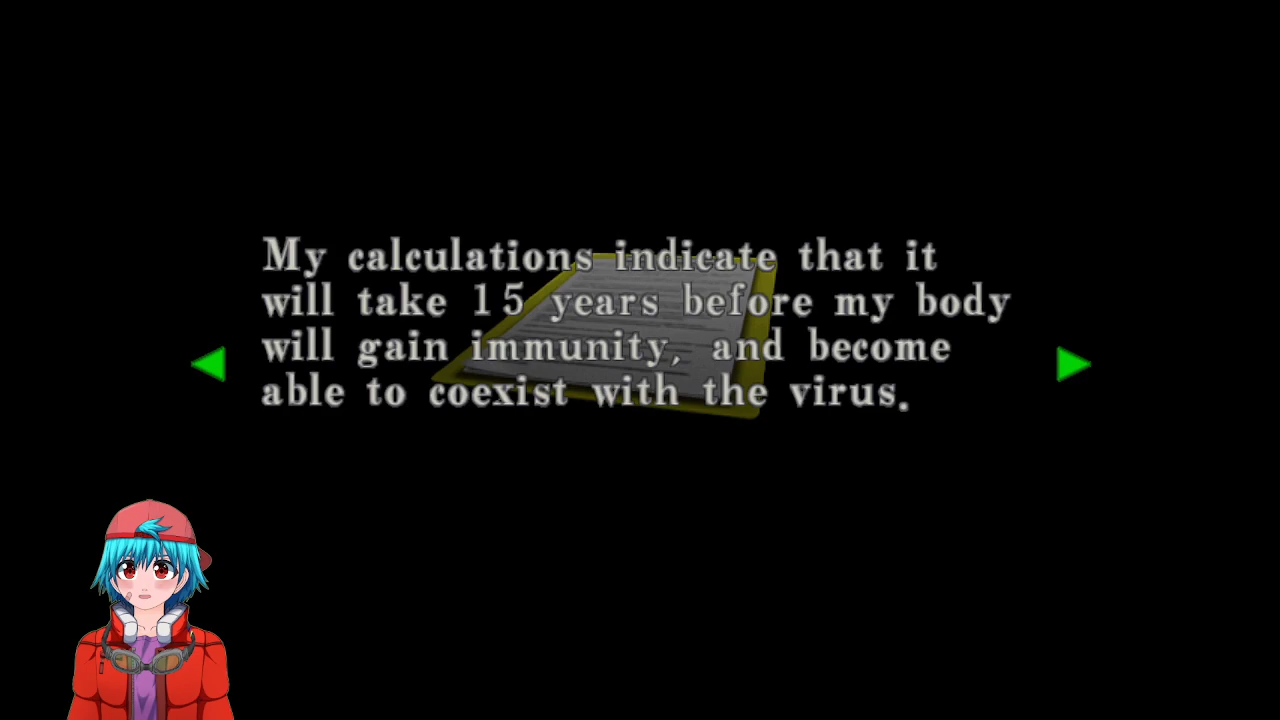 My calculations indicate that it
will take 15 years before my body
will gain immunity, and become
able to coexist with the virus.